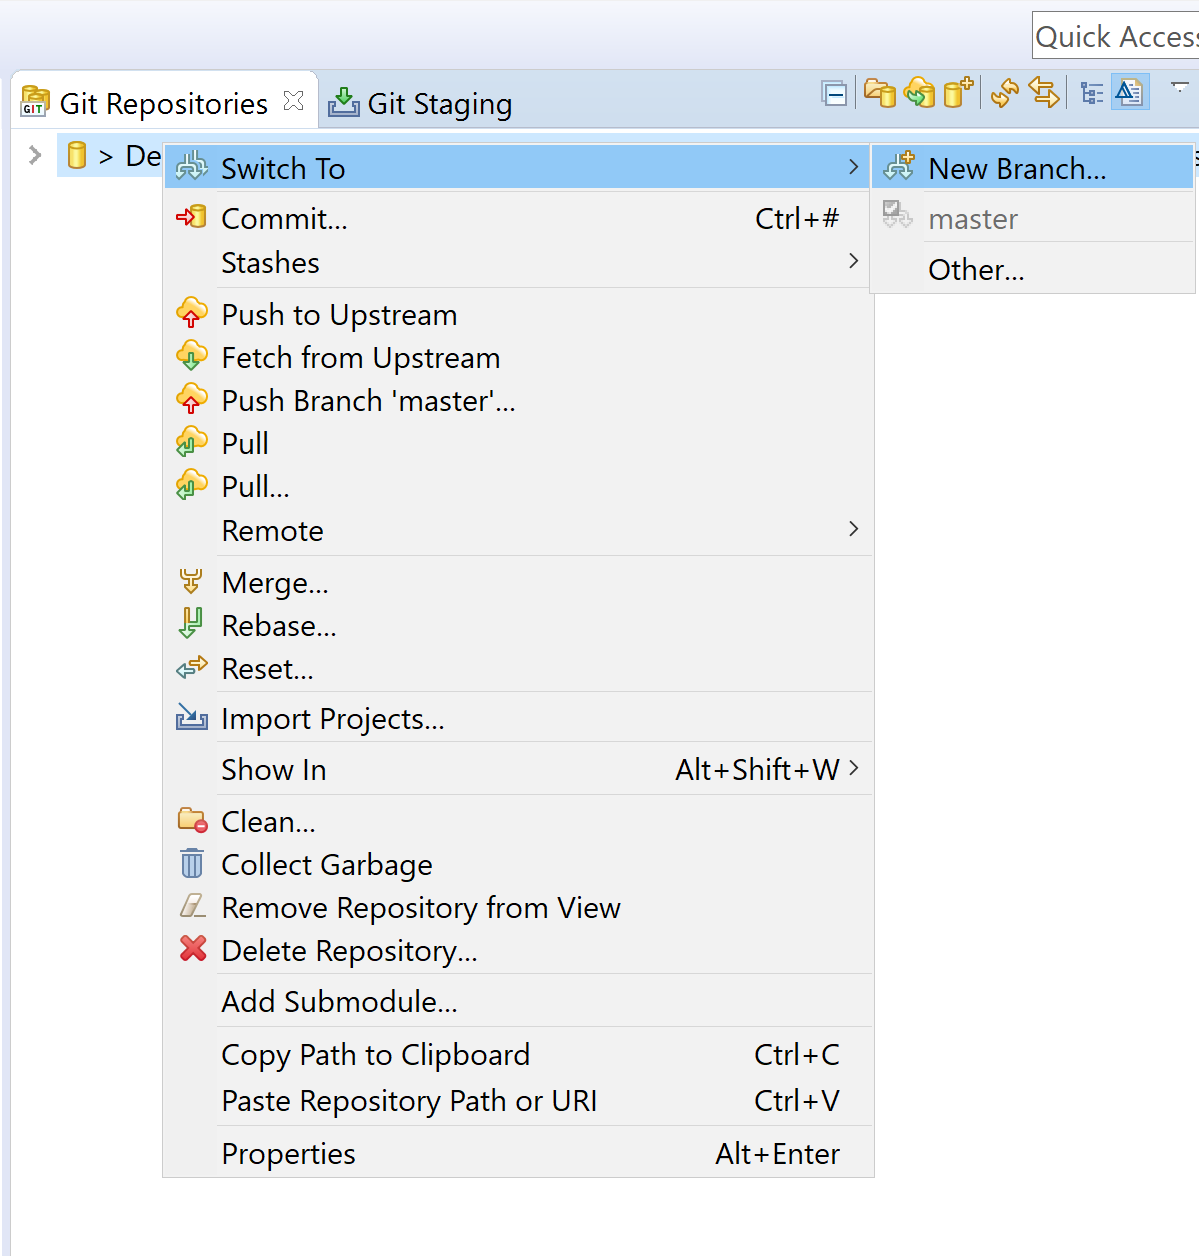 Quick Access
Git Repositories
Git Staging
> De
Switch To
New Branch...
Commit... Ctrl+#
master
Stashes
Other...
Push to Upstream
Fetch from Upstream
Push Branch 'master'...
Pull
Pull...
Remote
Merge...
Rebase...
Reset...
Import Projects...
Show In Alt+Shift+W
Clean...
Collect Garbage
Remove Repository from View
Delete Repository...
Add Submodule...
Copy Path to Clipboard Ctrl+C
Paste Repository Path or URI Ctrl+V
Properties Alt+Enter